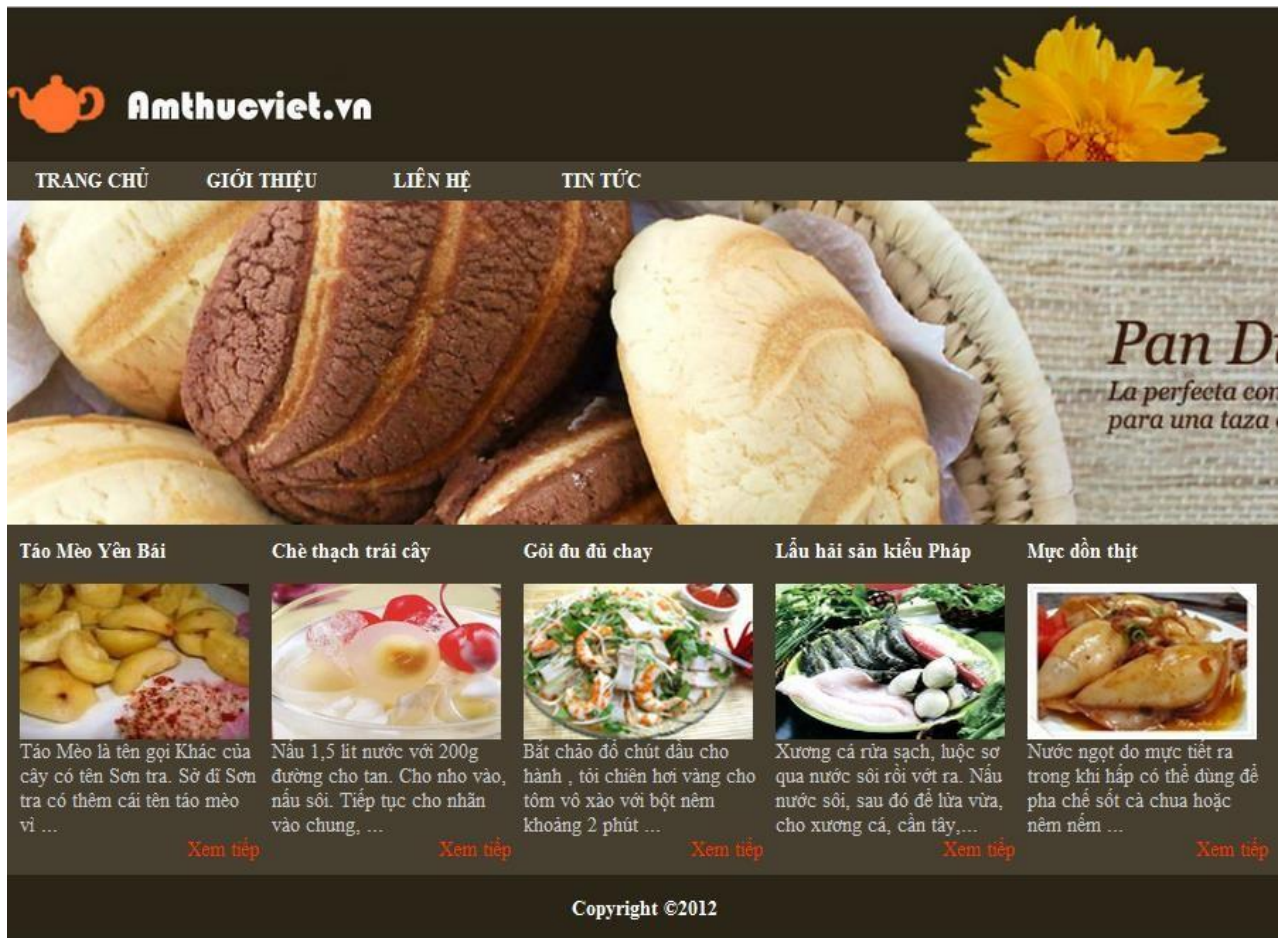 Amthucviet.vn
TRANG CHỦ GIỚI THIỆU LIÊN HỆ TIN TỨC
Pan D
La perfecta con
para una taza
Táo Mèo Yên Bái
Táo Mèo là tên gọi Khác của
cây có tên Sơn tra. Sở dĩ Sơn
tra có thêm cái tên táo mèo
vì ...
Xem tiếp
Chè thạch trái cây
Nấu 1,5 lit nước với 200g
đường cho tan. Cho nho vào,
nấu sôi. Tiếp tục cho nhãn
vào chung, ...
Xem tiếp
Gỏi đu đủ chay
Bắt chảo đổ chút dầu cho
hành , tỏi chiên hơi vàng cho
tôm vô xào với bột nêm
khoảng 2 phút ...
Xem tiếp
Lẩu hải sản kiểu Pháp
Xương cá rửa sạch, luộc sơ
qua nước sôi rồi vớt ra. Nấu
nước sôi, sau đó để lửa vừa,
cho xương cá, cần tây,...
Xem tiếp
Mực dồn thịt
Nước ngọt do mực tiết ra
trong khi hấp có thể dùng để
pha chế sốt cà chua hoặc
nêm nếm ...
Xem tiếp
Copyright ©2012